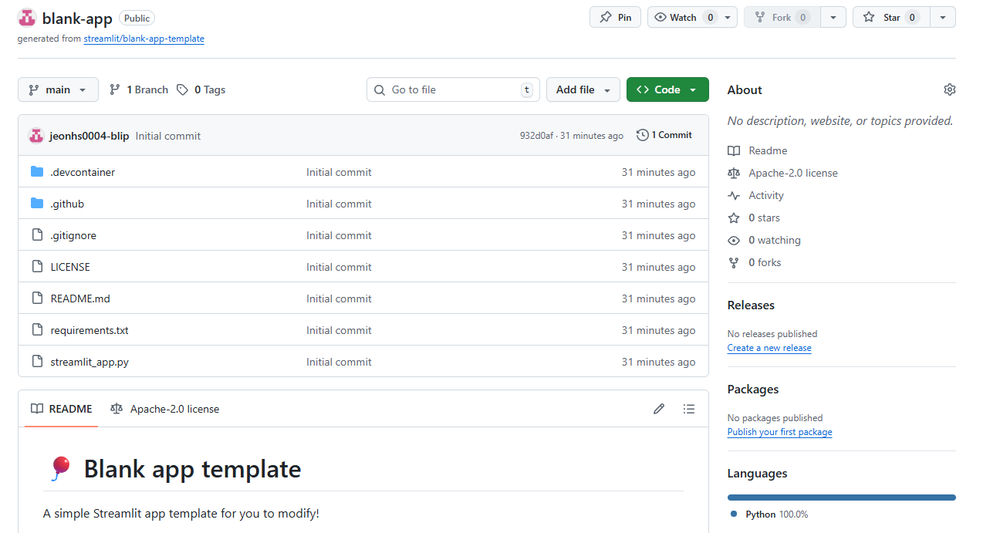 blank-app Public Pin Watch 0 Fork 0 Star 0
generated from streamlit/blank-app-template
main 1 Branch 0 Tags Go to file t Add file Code
jeonhs0004-blip Initial commit 932d0af · 31 minutes ago 1 Commit
.devcontainer Initial commit 31 minutes ago
.github Initial commit 31 minutes ago
.gitignore Initial commit 31 minutes ago
LICENSE Initial commit 31 minutes ago
README.md Initial commit 31 minutes ago
requirements.txt Initial commit 31 minutes ago
streamlit_app.py Initial commit 31 minutes ago
README Apache-2.0 license
Blank app template
A simple Streamlit app template for you to modify!
About
No description, website, or topics provided.
Readme
Apache-2.0 license
Activity
0 stars
0 watching
0 forks
Releases
No releases published
Create a new release
Packages
No packages published
Publish your first package
Languages
Python 100.0%